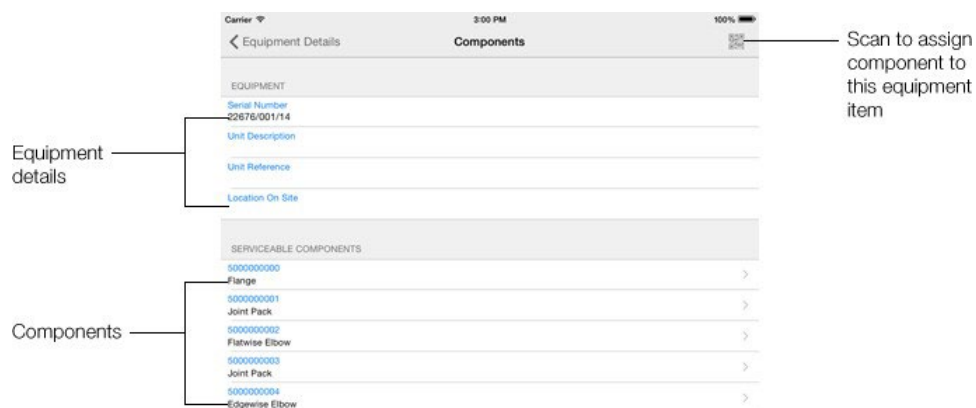 Carrier 3:00 PM 100%
Equipment Details Components
Scan to assign
component to
this equipment
item
EQUIPMENT
Serial Number
22676/001/14
Unit Description
Unit Reference
Location On Site
Equipment
details
SERVICEABLE COMPONENTS
5000000000
Flange
5000000001
Joint Pack
5000000002
Flatwise Elbow
5000000003
Joint Pack
5000000004
Edgewise Elbow
Components